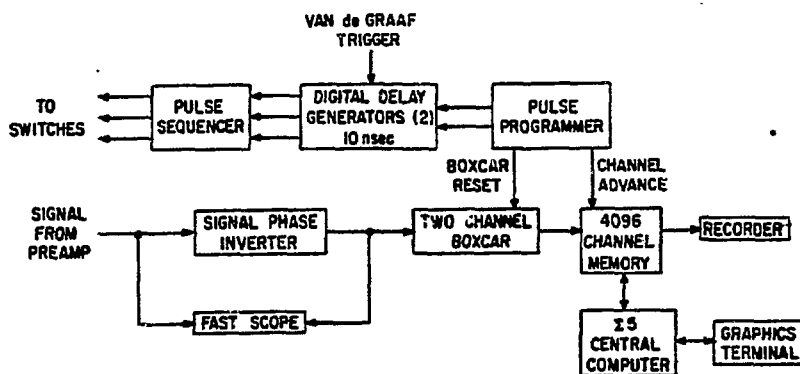 VAN de GRAAF
TRIGGER
TO
SWITCHES
PULSE
SEQUENCER
DIGITAL DELAY
GENERATORS (2)
10 nsec
PULSE
PROGRAMMER
BOXCAR
RESET
CHANNEL
ADVANCE
SIGNAL
FROM
PREAMP
SIGNAL PHASE
INVERTER
TWO CHANNEL
BOXCAR
4096
CHANNEL
MEMORY
RECORDER
FAST SCOPE
Σ5
CENTRAL
COMPUTER
GRAPHICS
TERMINAL